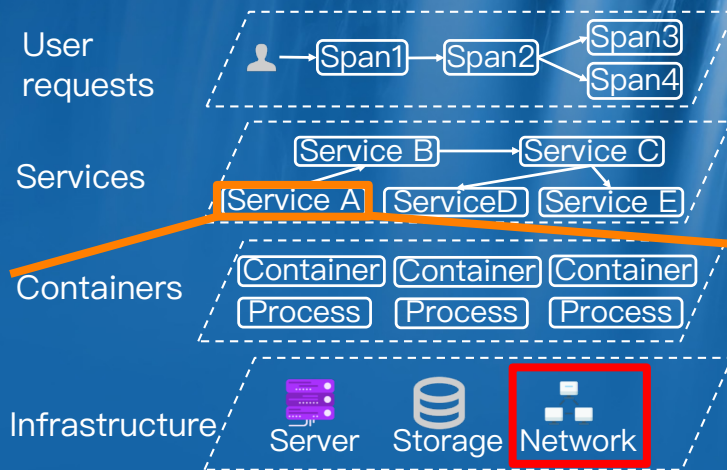 User
requests
Span1
Span2
Span3
Span4
Services
Service B
Service C
Service A
ServiceD
Service E
Containers
Container
Container
Container
Process
Process
Process
Infrastructure
Server
Storage
Network